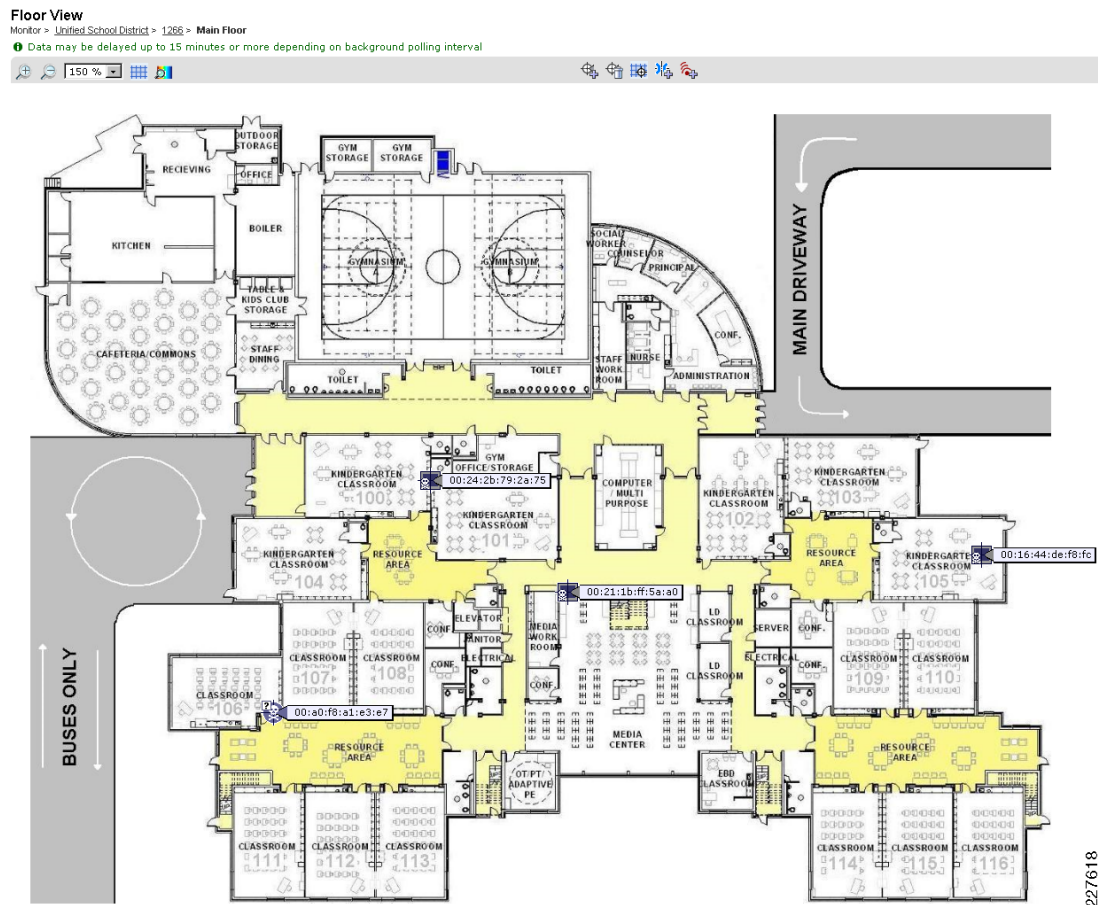 Floor View
Monitor > Unified School District > 1266 > Main Floor
Data may be delayed up to 15 minutes or more depending on background polling interval
150 %
OUTDOOR
STORAGE
GYM
STORAGE
GYM
STORAGE
RECIEVING
OFFICE
KITCHEN
BOILER
SOCIAL
WORKER
COUNSELOR
PRINCIPAL
GYMNASIUM
A
GYMNASIUM
B
MAIN DRIVEWAY
TABLE &
KIDS CLUB
STORAGE
CONF.
CAFETERIA/COMMONS
STAFF
DINING
STAFF
WORK
ROOM
NURSE
TOILET
TOILET
ADMINISTRATION
GYM
OFFICE/STORAGE
KINDERGARTEN
CLASSROOM
100
00:24:2b:79:2a:75
COMPUTER
/ MULTI
PURPOSE
KINDERGARTEN
CLASSROOM
103
KINDERGARTEN
CLASSROOM
102
KINDERGARTEN
CLASSROOM
101
KINDERGARTEN
CLASSROOM
104
RESOURCE
AREA
RESOURCE
AREA
KINDERGARTE
CLASSROOM
105
00:16:44:de:f8:fc
00:21:1b:ff:5a:a0
ELEVATOR
CONF.
JANITOR
ELECTRICAL
CONF.
MEDIA
WORK
ROOM
CONF.
LD
CLASSROOM
LD
CLASSROOM
SERVER
CONF.
ELECTRICAL
CONF.
CLASSROOM
107
CLASSROOM
108
CLASSROOM
109
CLASSROOM
110
BUSES ONLY
CLASSROOM
106
?
00:a0:f8:a1:e3:e7
MEDIA
CENTER
RESOURCE
AREA
RESOURCE
AREA
OT/PT/
ADAPTIVE
PE
EBD
CLASSROOM
CLASSROOM
111
CLASSROOM
112
CLASSROOM
113
CLASSROOM
114
CLASSROOM
115
CLASSROOM
116
227618